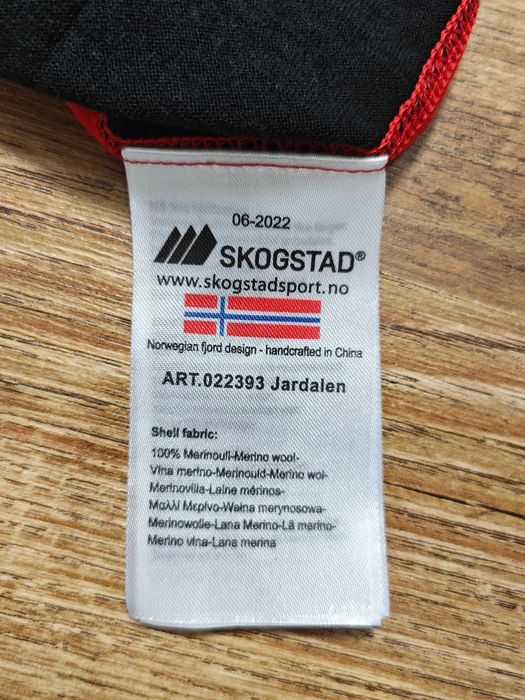 06-2022
SKOGSTAD®
www.skogstadsport.no
Norwegian fjord design - handcrafted in China
ART.022393 Jardalen
Shell fabric:
100% Merinoull-Merino wool-
Vlna merino-Merinould-Merino wol-
Merinovilla-Laine mérinos-
Μαλλί Μερίνο-Wełna merynosowa-
Merinowolle-Lana Merino-Lã merino-
Merino vlna-Lana merina